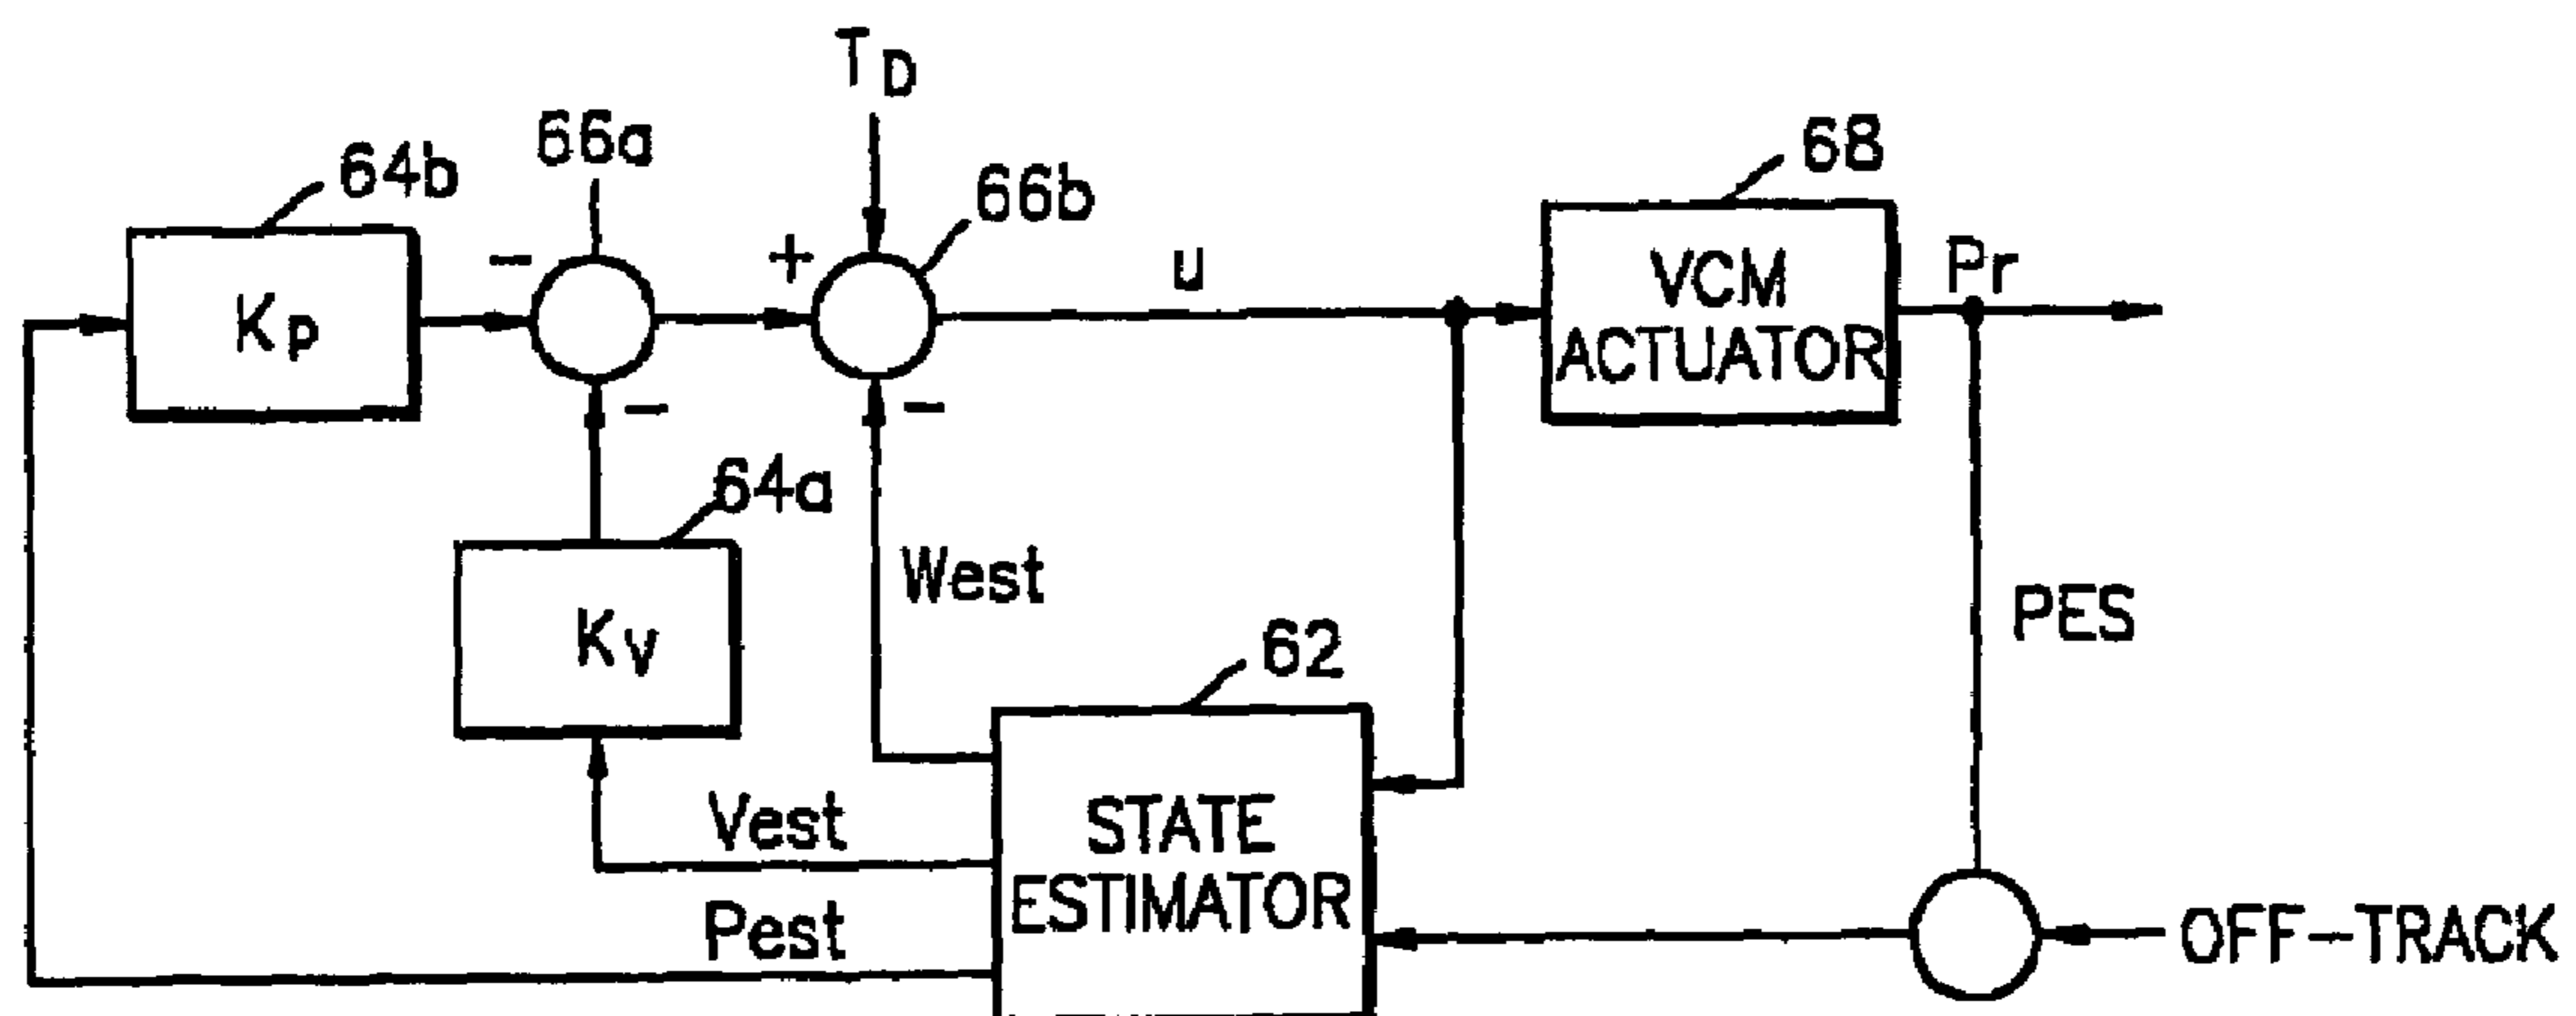 TD
64b
66a
66b
68
KP
-
+
u
VCM
ACTUATOR
Pr
-
-
64a
West
PES
KV
62
Vest
STATE
ESTIMATOR
Pest
OFF-TRACK